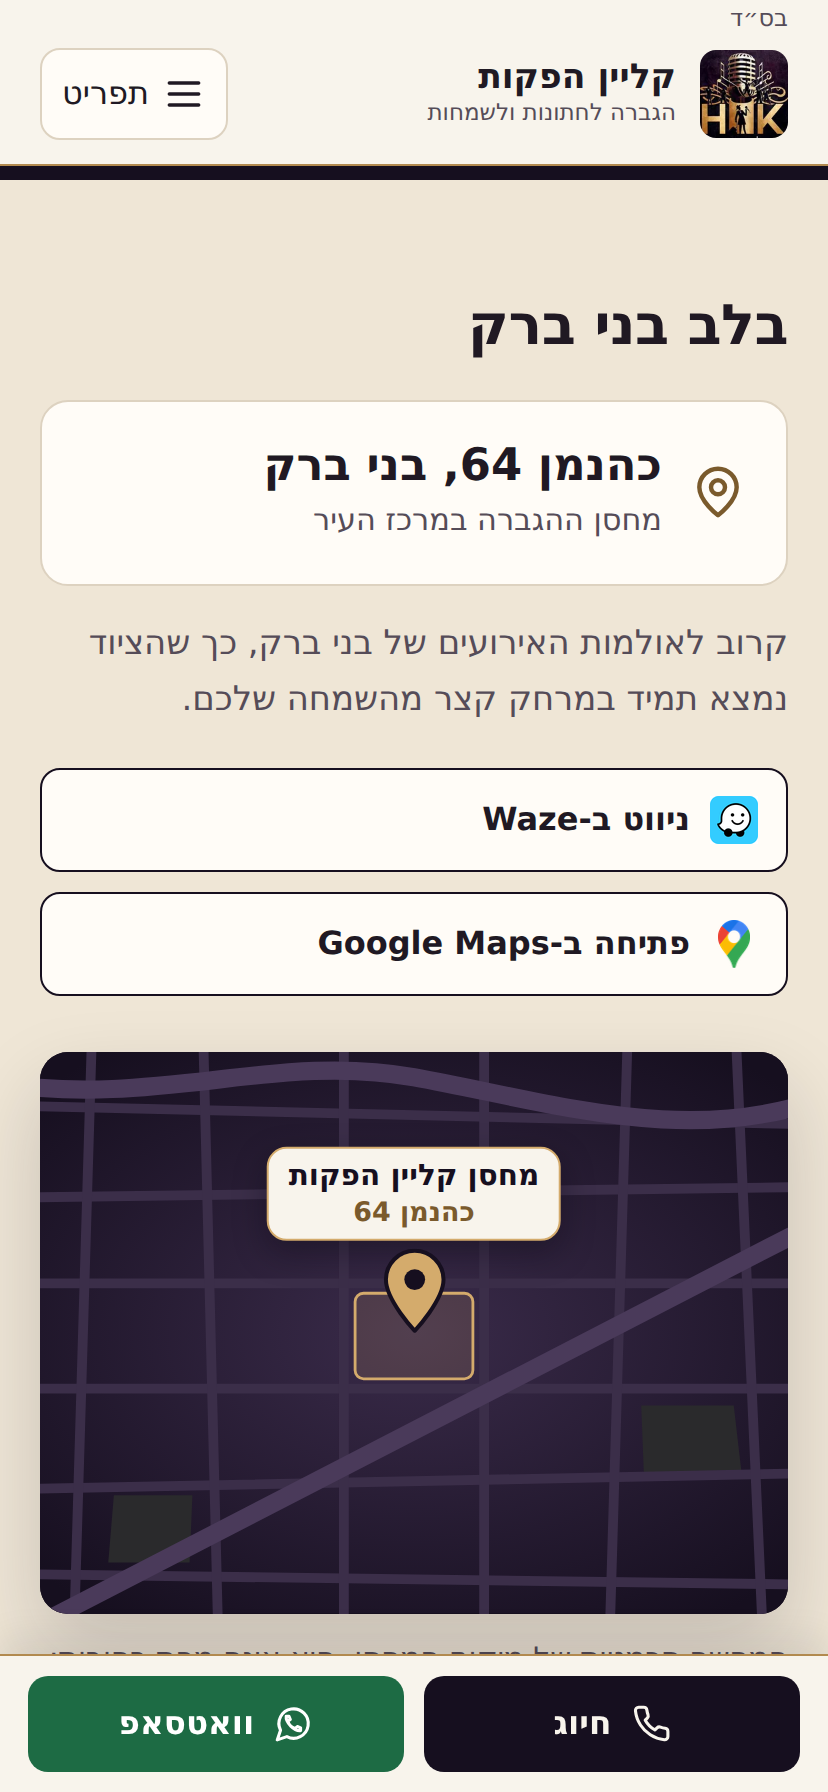 בס״ד
קליין הפקות
הגברה לחתונות ולשמחות
HK
תפריט
בלב בני ברק
כהנמן 64, בני ברק
מחסן ההגברה במרכז העיר
קרוב לאולמות האירועים של בני ברק, כך שהציוד
נמצא תמיד במרחק קצר מהשמחה שלכם.
ניווט ב-Waze
פתיחה ב-Google Maps
מחסן קליין הפקות
כהנמן 64
חיוג
וואטסאפ